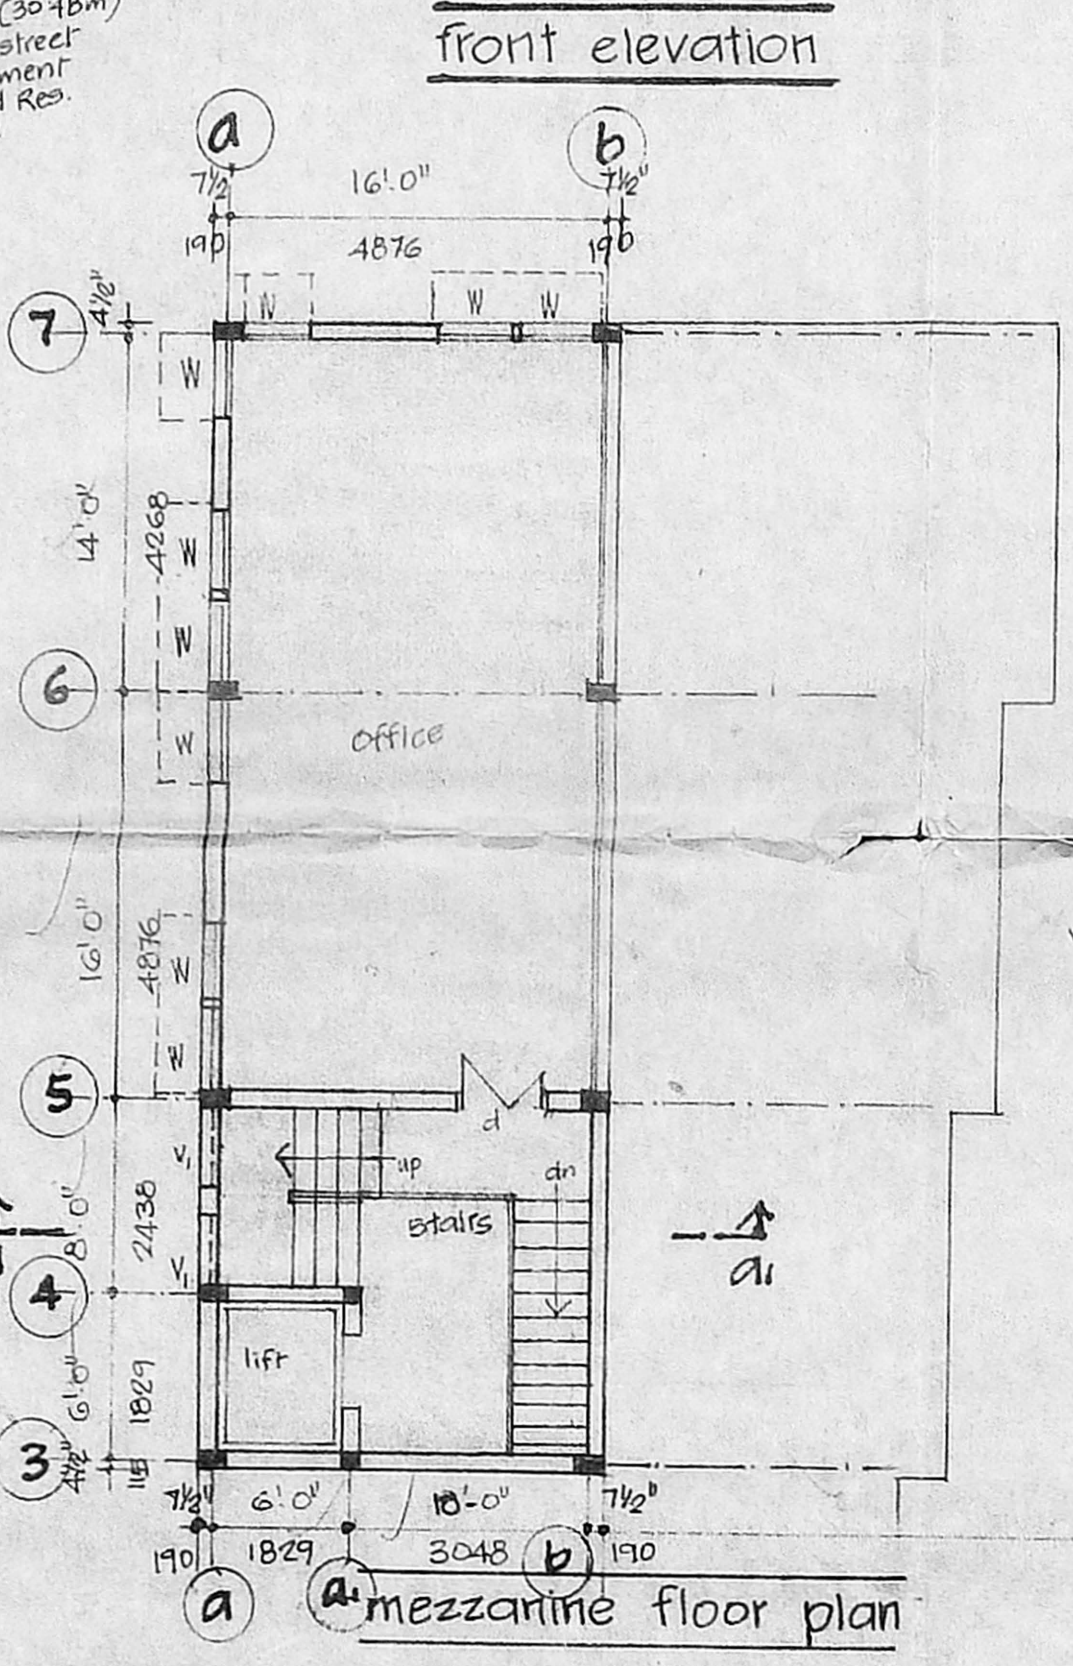 (30.48m)
street
ment
Res.
front elevation
a
b
7½"
16'.0"
7½"
190
4876
190
7
4½"
W
W
W
W
14'.0"
4268
W
W
6
W
office
16'.0"
4876
W
W
5
d
V1
up
dn
stairs
8'.0"
2438
V1
a1
4
lift
6'.0"
1829
3
4½"
115
7½"
6'.0"
10'-0"
7½"
190
1829
3048
b
190
a
a1
mezzanine floor plan